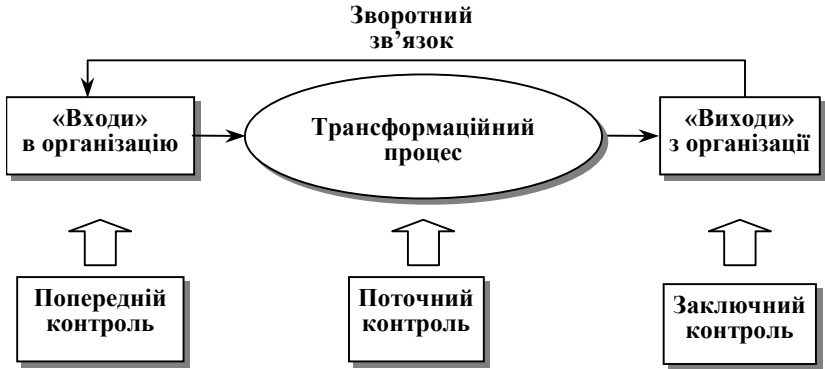 Зворотний
зв’язок
«Входи»
в організацію
Трансформаційний
процес
«Виходи»
з організації
Попередній
контроль
Поточний
контроль
Заключний
контроль